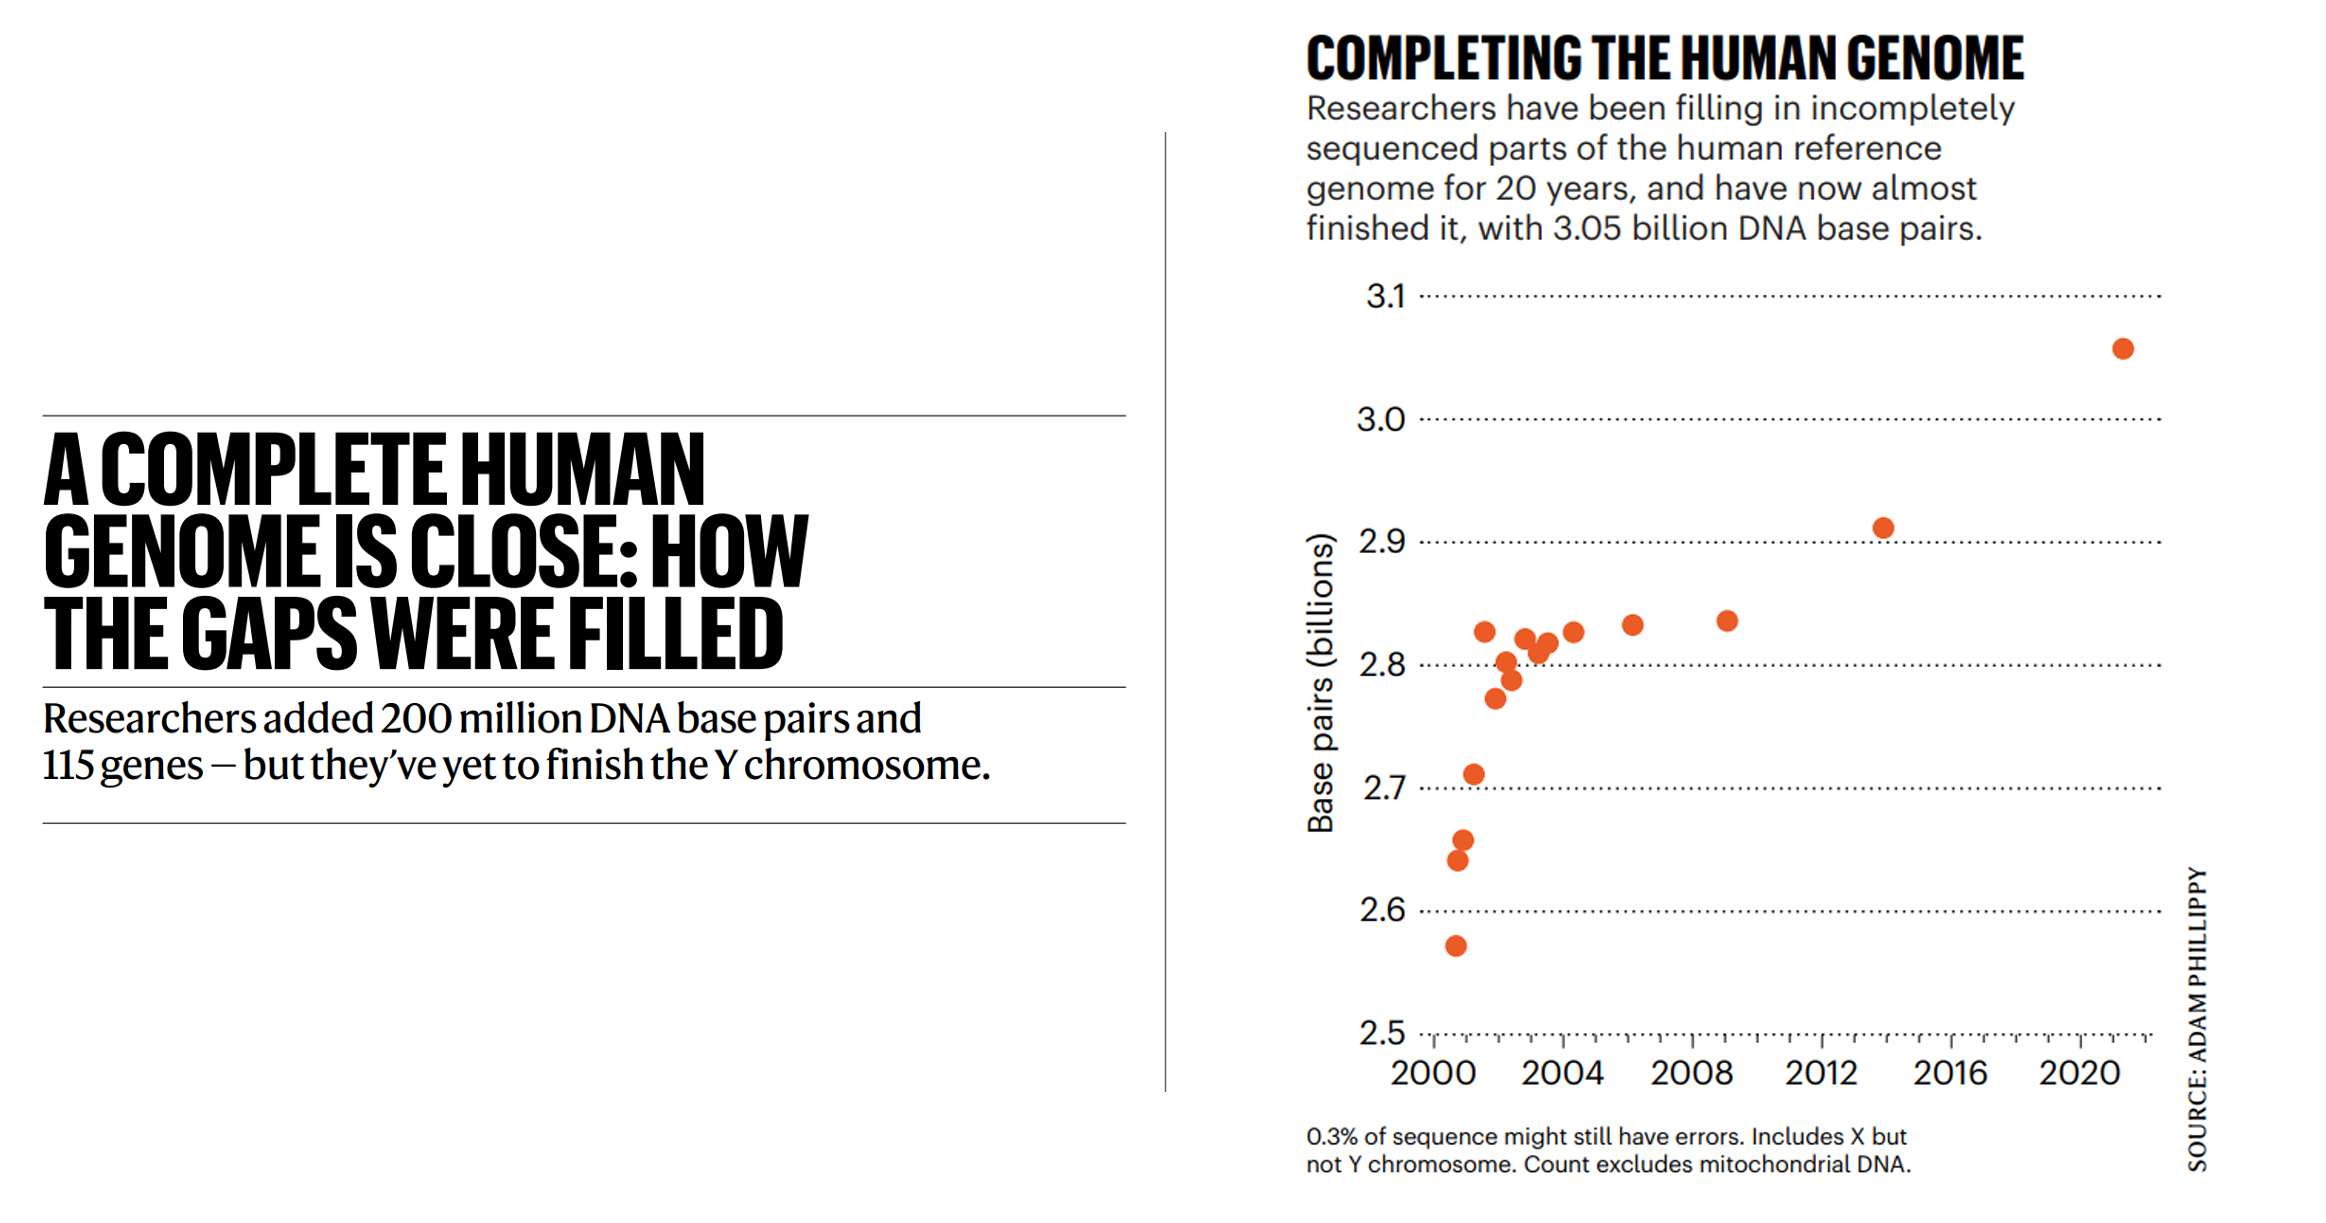 A COMPLETE HUMAN
GENOME IS CLOSE: HOW
THE GAPS WERE FILLED
Researchers added 200 million DNA base pairs and
115 genes — but they’ve yet to finish the Y chromosome.
COMPLETING THE HUMAN GENOME
Researchers have been filling in incompletely
sequenced parts of the human reference
genome for 20 years, and have now almost
finished it, with 3.05 billion DNA base pairs.
3.1
3.0
2.9
2.8
2.7
2.6
2.5
Base pairs (billions)
2000 2004 2008 2012 2016 2020
0.3% of sequence might still have errors. Includes X but
not Y chromosome. Count excludes mitochondrial DNA.
SOURCE: ADAM PHILLIPPY